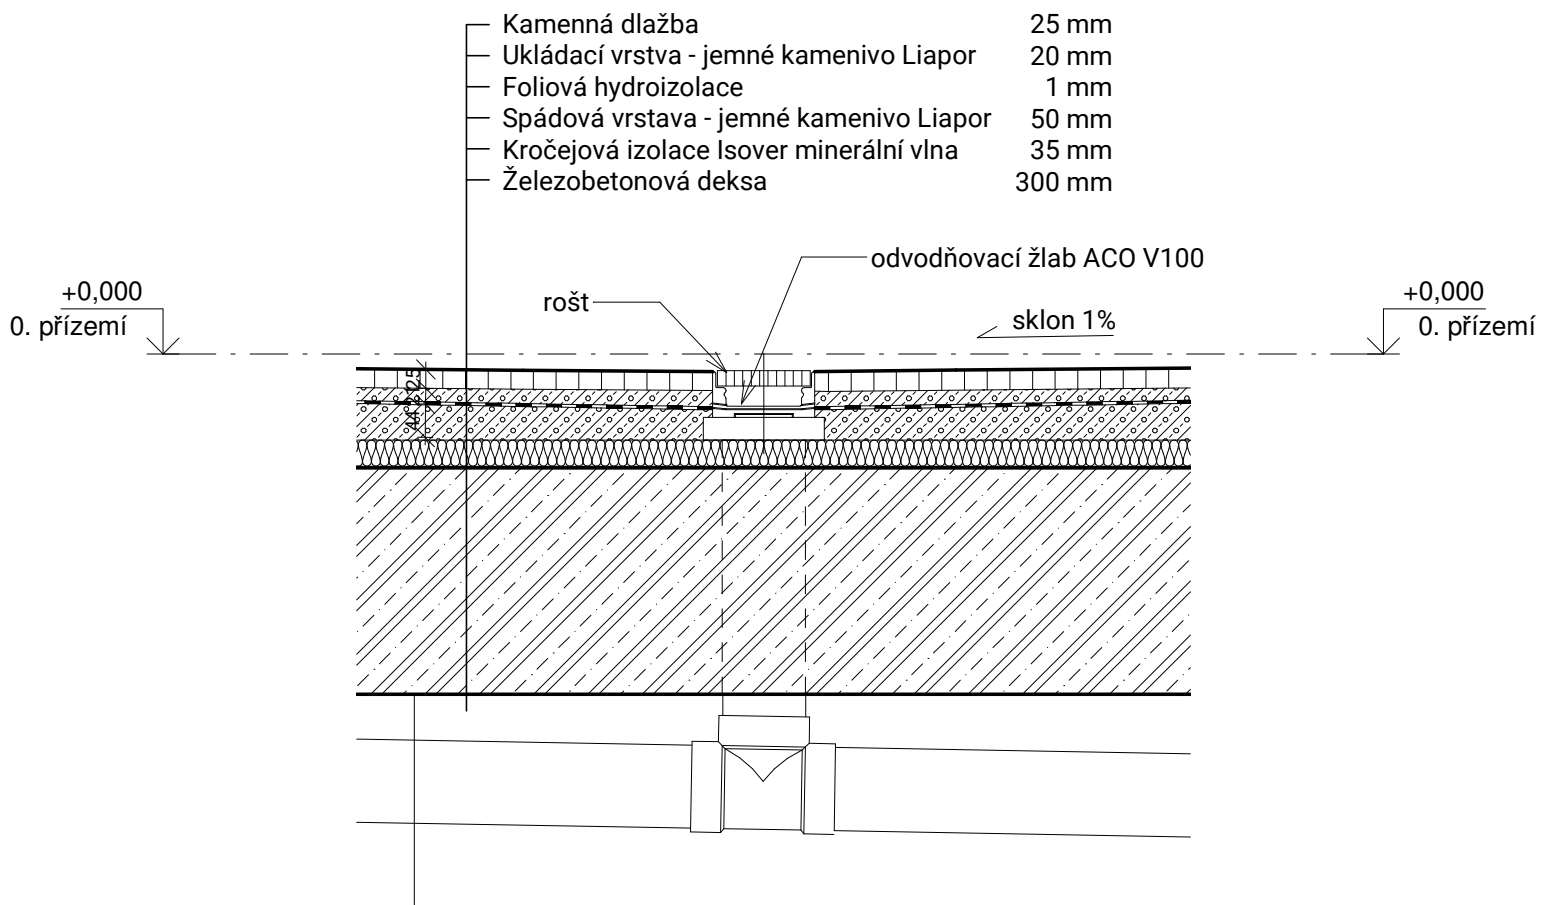 Kamenná dlažba 25 mm
Ukládací vrstva - jemné kamenivo Liapor 20 mm
Foliová hydroizolace 1 mm
Spádová vrstava - jemné kamenivo Liapor 50 mm
Kročejová izolace Isover minerální vlna 35 mm
Železobetonová deksa 300 mm
odvodňovací žlab ACO V100
+0,000
0. přízemí
rošt
sklon 1%
+0,000
0. přízemí
25
44